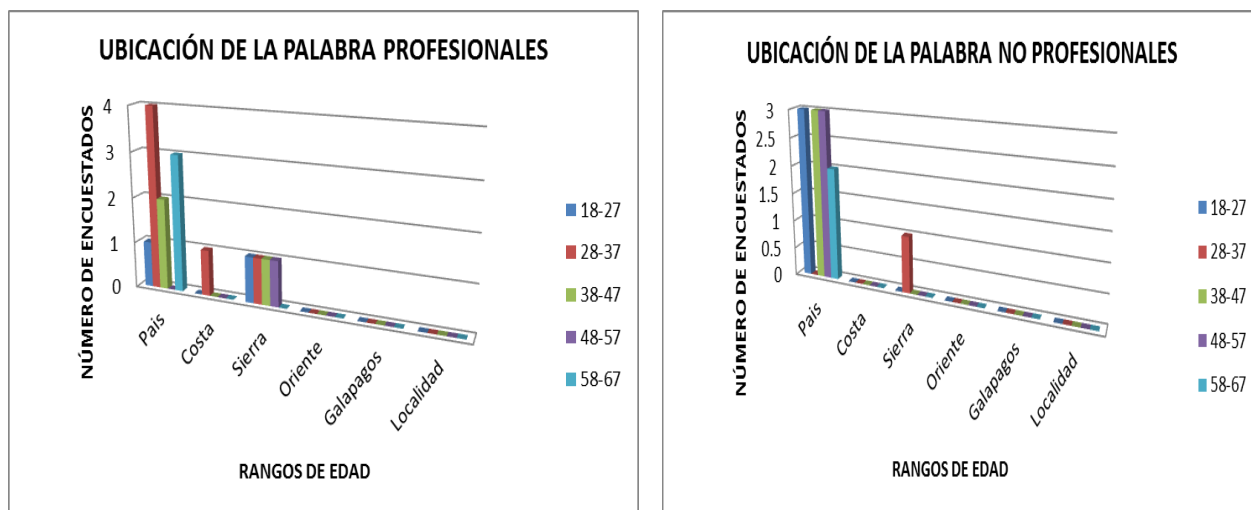 UBICACIÓN DE LA PALABRA PROFESIONALES
NÚMERO DE ENCUESTADOS
4
3
2
1
0
Pais
Costa
Sierra
Oriente
Galapagos
Localidad
RANGOS DE EDAD
18-27
28-37
38-47
48-57
58-67
UBICACIÓN DE LA PALABRA NO PROFESIONALES
NÚMERO DE ENCUESTADOS
3
2.5
2
1.5
1
0.5
0
Pais
Costa
Sierra
Oriente
Galapagos
Localidad
RANGOS DE EDAD
18-27
28-37
38-47
48-57
58-67